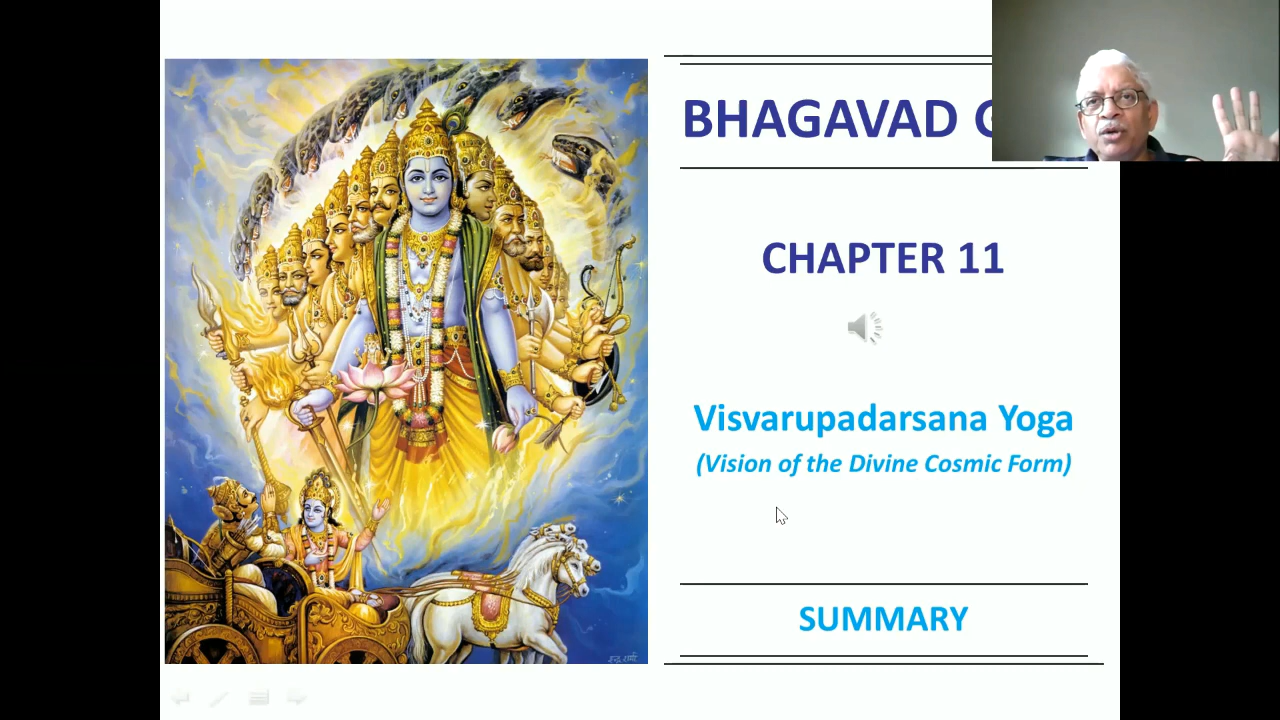 BHAGAVAD
CHAPTER 11
Visvarupadarsana Yoga
(Vision of the Divine Cosmic Form)
SUMMARY